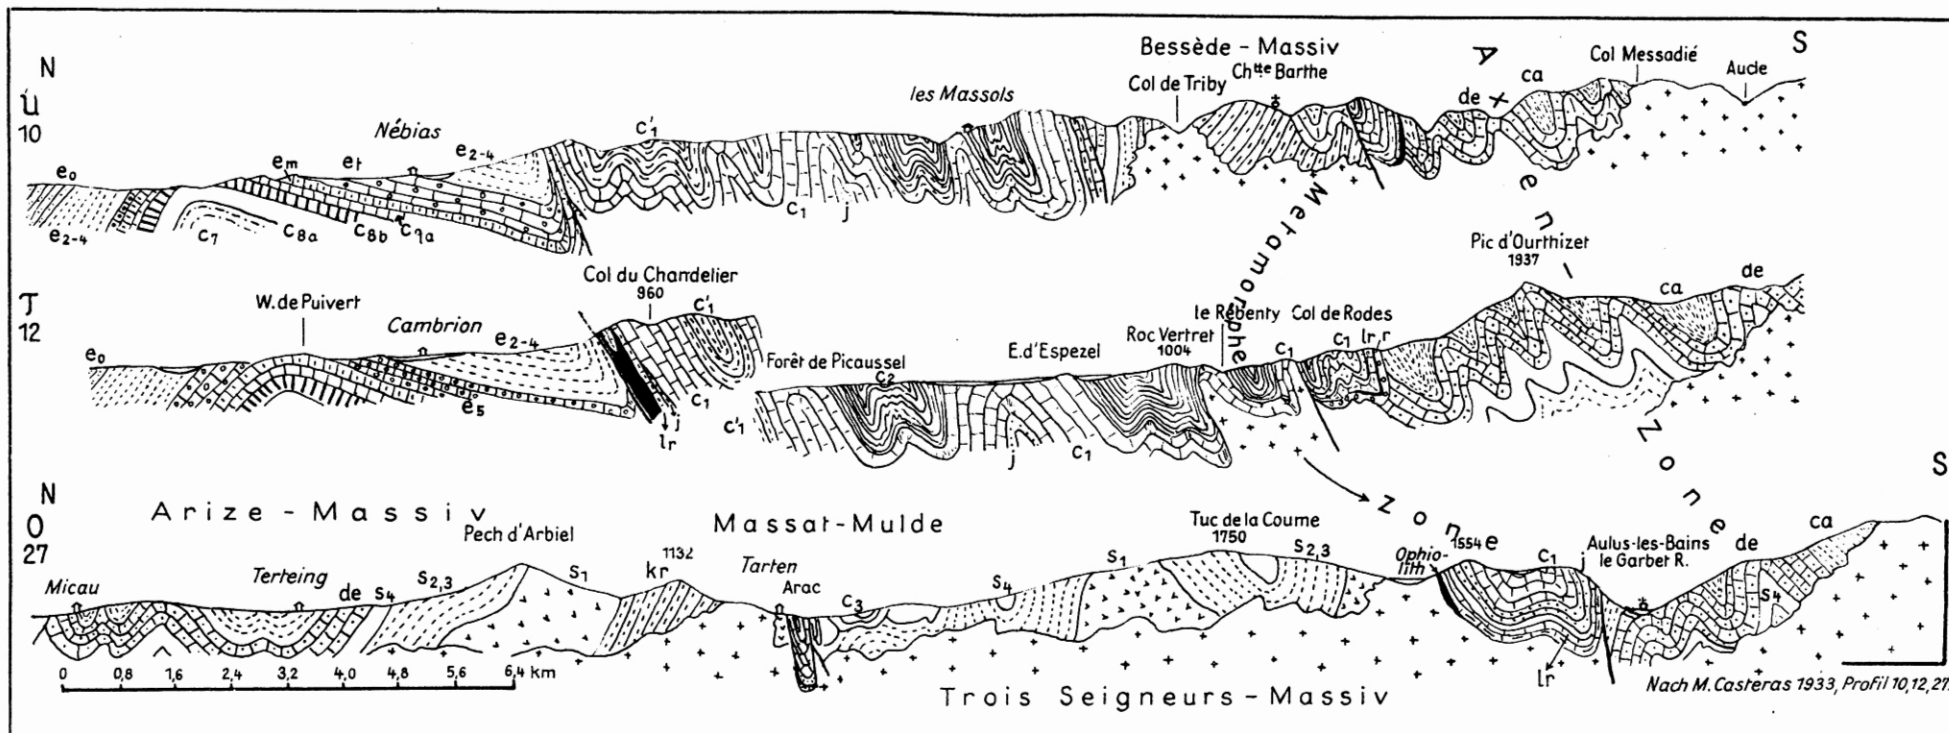 N
Ü
10
e₀
e₂₋₄
Nébias
eₘ
eₜ
e₂₋₄
c₇
c₈ₐ
c₈b
c₉ₐ
c'₁
c₁
j
les Massols
Bessède - Massiv
Col de Triby
Chᵗᵗᵉ Barthe
de
ca
Col Messadié
Aude
S
Axen - Zone
Metamorphe Zone
T
12
e₀
W. de Puivert
Cambrion
e₂₋₄
e₅
Col du Chandelier
960
c'₁
c₁
j
lr
Forêt de Picaussel
c₂
c'₁
E. d'Espezel
j
c₁
Roc Vertret
1004
le Rébenty
Col de Rodes
c₁
c₁
lr
r
Pic d'Ourthizet
1937
ca
de
N
O
27
Arize - Massiv
Micau
Terteing
de
s₄
s₂,₃
Pech d'Arbiel
s₁
kr
1132
Massat - Mulde
Tarten
Arac
c₃
s₄
s₁
Tuc de la Coume
1750
s₂,₃
Ophio-
lith
1554
c₁
j
lr
Aulus-les-Bains
le Garbet R.
de
s₄
ca
S
0 0,8 1,6 2,4 3,2 4,0 4,8 5,6 6,4 km
Trois Seigneurs - Massiv
Nach M. Casteras 1933, Profil 10, 12, 27.